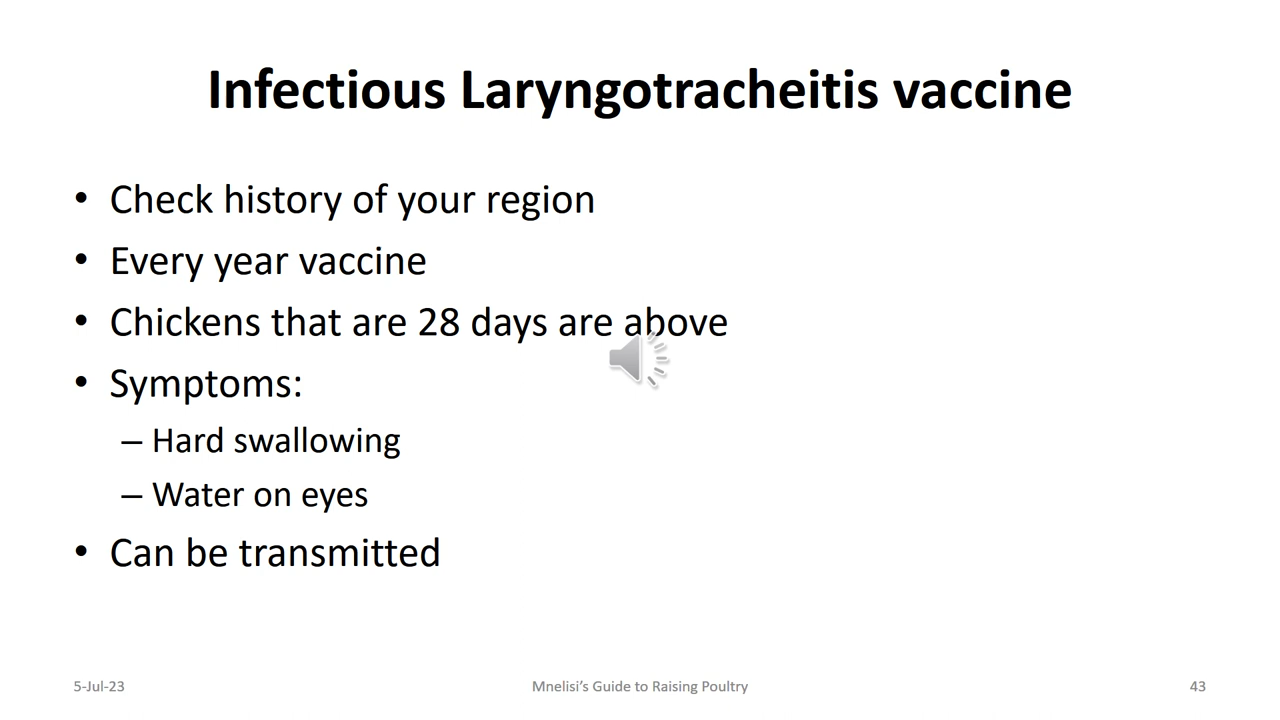 Infectious Laryngotracheitis vaccine
• Check history of your region
• Every year vaccine
• Chickens that are 28 days are above
• Symptoms:
– Hard swallowing
– Water on eyes
• Can be transmitted
5-Jul-23
Mnelisi’s Guide to Raising Poultry
43